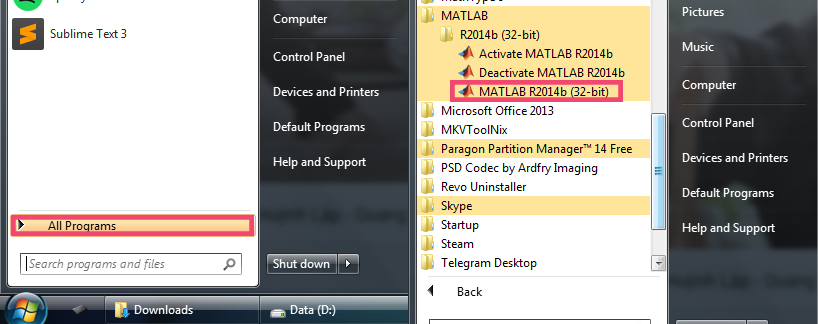 Sublime Text 3
All Programs
Search programs and files
Computer
Control Panel
Devices and Printers
Default Programs
Help and Support
Shut down
Downloads
Data (D:)
MATLAB
R2014b (32-bit)
Activate MATLAB R2014b
Deactivate MATLAB R2014b
MATLAB R2014b (32-bit)
Microsoft Office 2013
MKVToolNix
Paragon Partition Manager™ 14 Free
PSD Codec by Ardfry Imaging
Revo Uninstaller
Skype
Startup
Steam
Telegram Desktop
Back
Pictures
Music
Computer
Control Panel
Devices and Printers
Default Programs
Help and Support